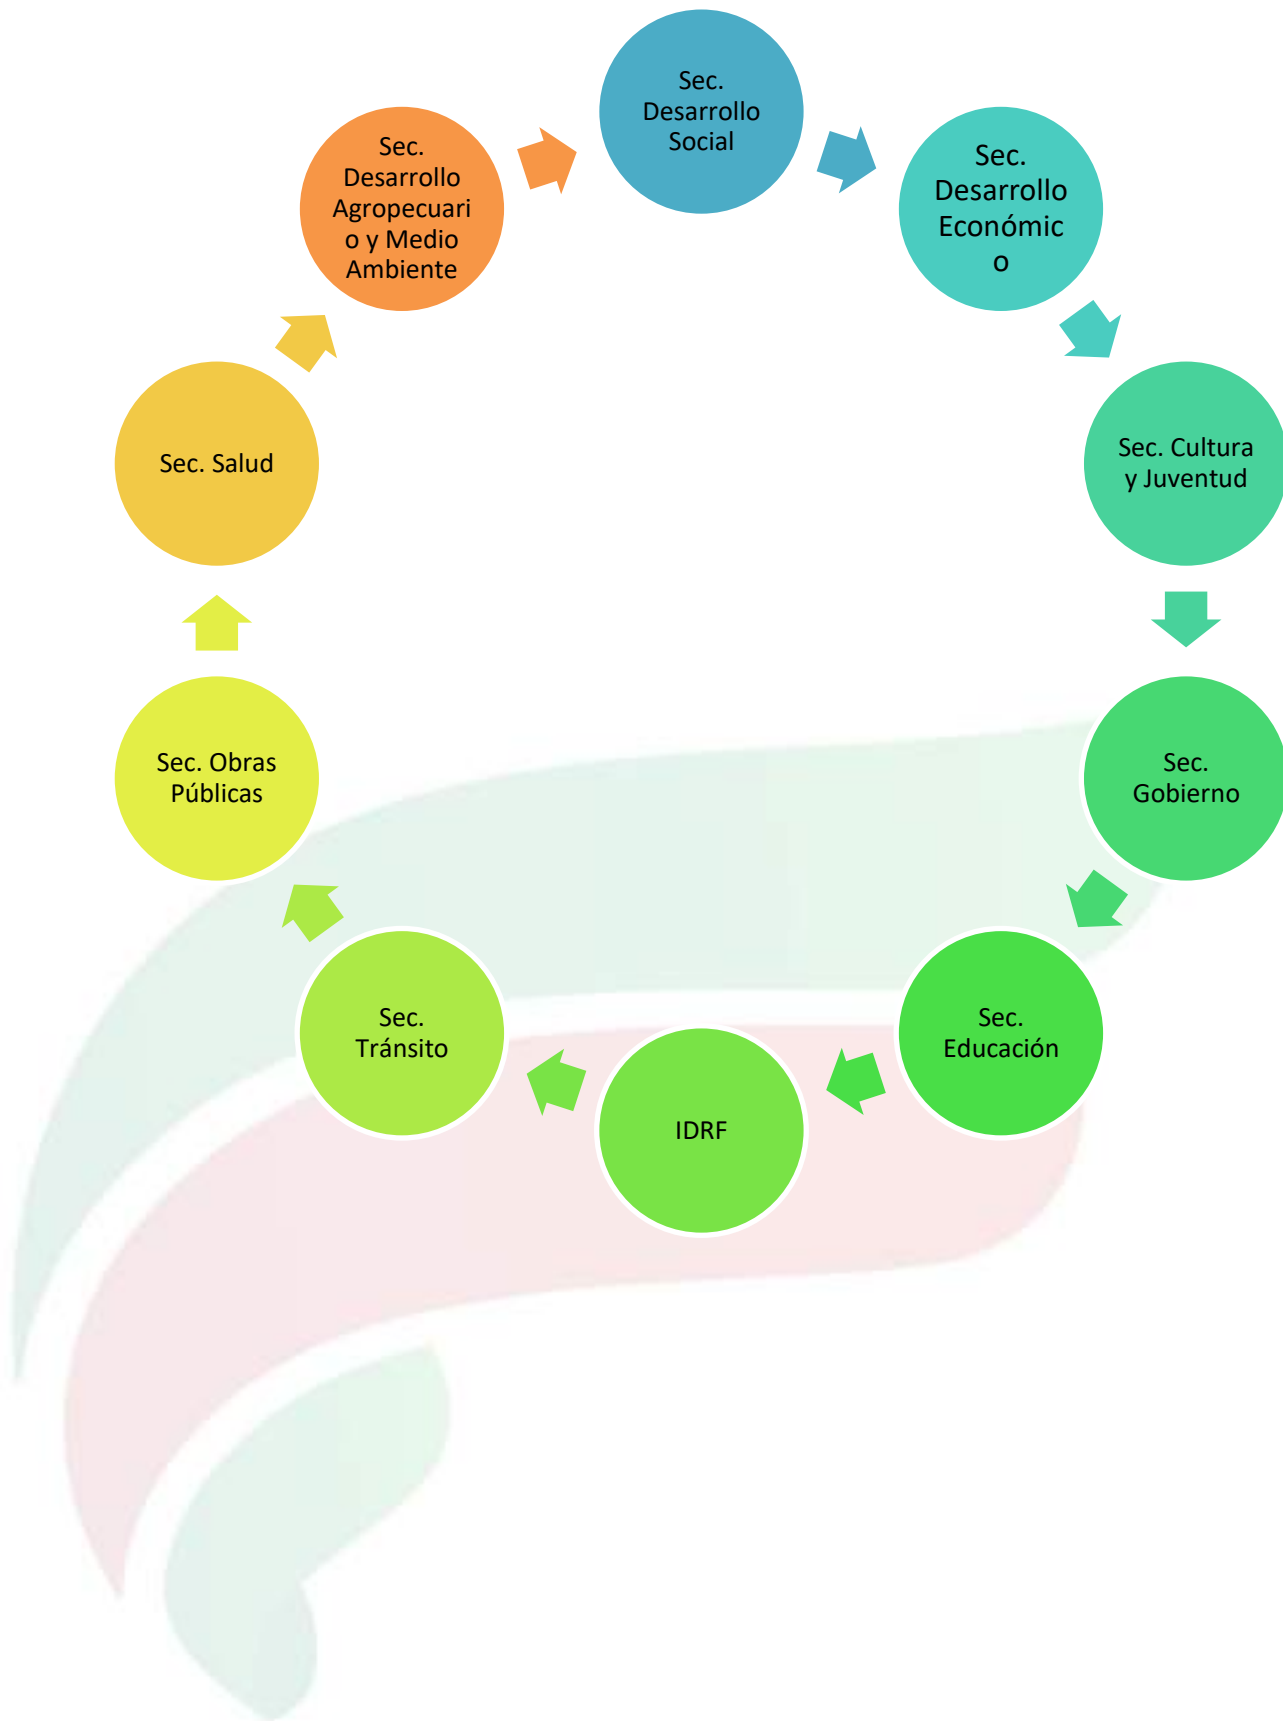 Sec.
Desarrollo
Social
Sec.
Desarrollo
Económic
o
Sec. Cultura
y Juventud
Sec.
Gobierno
Sec.
Educación
IDRF
Sec.
Tránsito
Sec. Obras
Públicas
Sec. Salud
Sec.
Desarrollo
Agropecuari
o y Medio
Ambiente